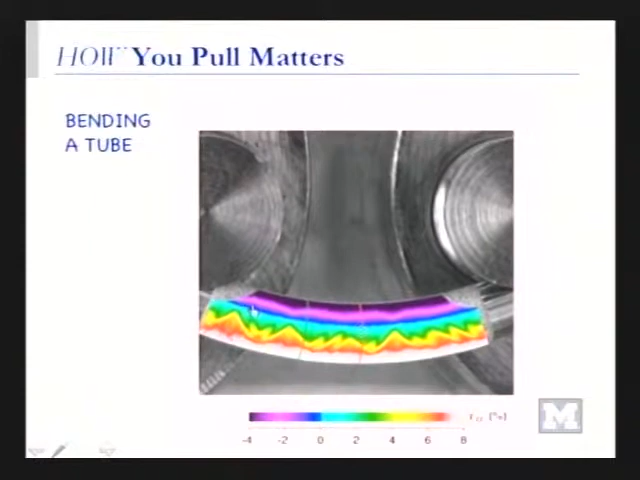 HOW You Pull Matters
BENDING
A TUBE
-4 -2 0 2 4 6 8
M